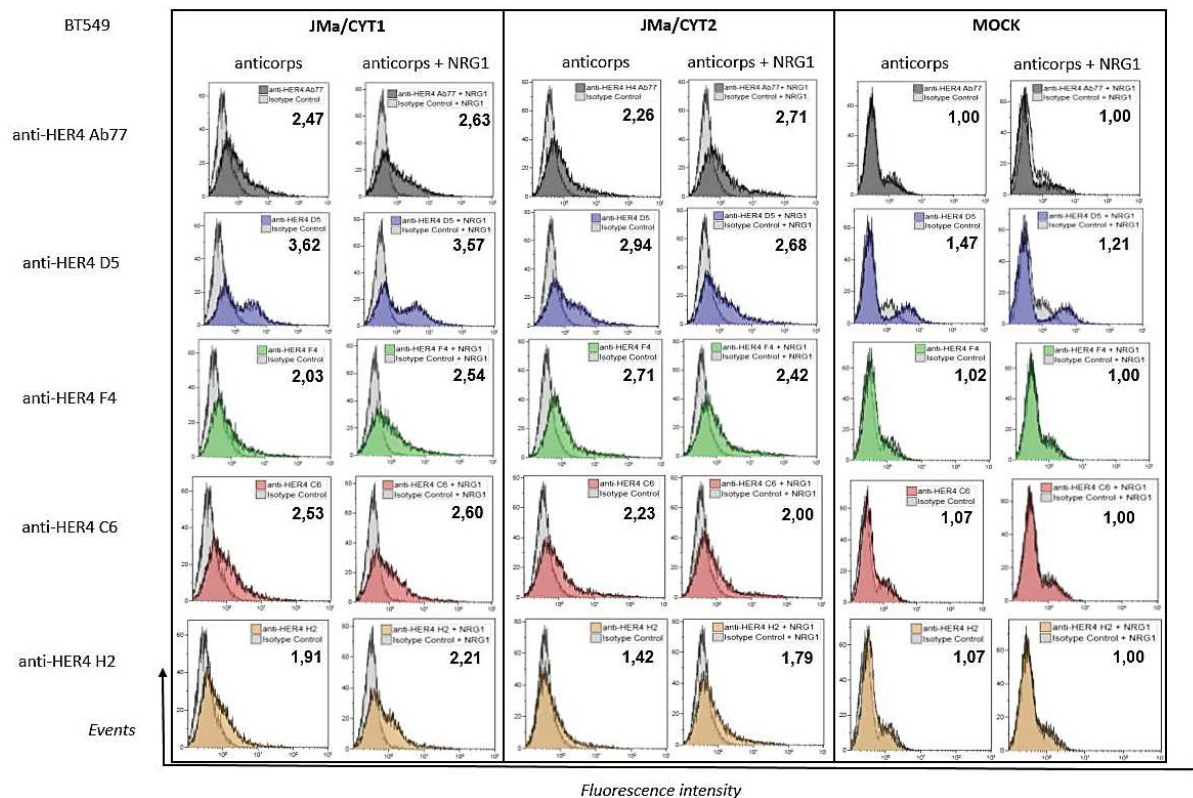 BT549
JMa/CYT1
JMa/CYT2
MOCK
anticorps
anticorps + NRG1
anticorps
anticorps + NRG1
anticorps
anticorps + NRG1
anti-HER4 Ab77
anti-HER4 Ab77
Isotype Control
2,47
anti-HER4 Ab77 + NRG1
Isotype Control + NRG1
2,63
anti-HER4 H4 Ab77
Isotype Control
2,26
anti-HER4 Ab77+ NRG1
Isotype Control + NRG1
2,71
anti-HER4 Ab77
Isotype Control
1,00
anti-HER4 Ab77 + NRG1
Isotype Control + NRG1
1,00
anti-HER4 D5
anti-HER4 D5
Isotype Control
3,62
anti-HER4 D5 + NRG1
Isotype Control + NRG1
3,57
anti-HER4 D5
Isotype Control
2,94
anti-HER4 D5 + NRG1
Isotype Control + NRG1
2,68
anti-HER4 D5
Isotype Control
1,47
anti-HER4 D5 + NRG1
Isotype Control + NRG1
1,21
anti-HER4 F4
anti-HER4 F4
Isotype Control
2,03
anti-HER4 F4 + NRG1
Isotype Control + NRG1
2,54
anti-HER4 F4
Isotype Control
2,71
anti-HER4 F4 + NRG1
Isotype Control + NRG1
2,42
anti-HER4 F4
Isotype Control
1,02
anti-HER4 F4 + NRG1
Isotype Control + NRG1
1,00
anti-HER4 C6
anti-HER4 C6
Isotype Control
2,53
anti-HER4 C6 + NRG1
Isotype Control + NRG1
2,60
anti-HER4 C6
Isotype Control
2,23
anti-HER4 C6 + NRG1
Isotype Control + NRG1
2,00
anti-HER4 C6
Isotype Control
1,07
anti-HER4 C6 + NRG1
Isotype Control + NRG1
1,00
anti-HER4 H2
anti-HER4 H2
Isotype Control
1,91
anti-HER4 H2 + NRG1
Isotype Control + NRG1
2,21
anti-HER4 H2
Isotype Control
1,42
anti-HER4 H2 + NRG1
Isotype Control + NRG1
1,79
anti-HER4 H2
Isotype Control
1,07
anti-HER4 H2 + NRG1
Isotype Control + NRG1
1,00
Events
Fluorescence intensity